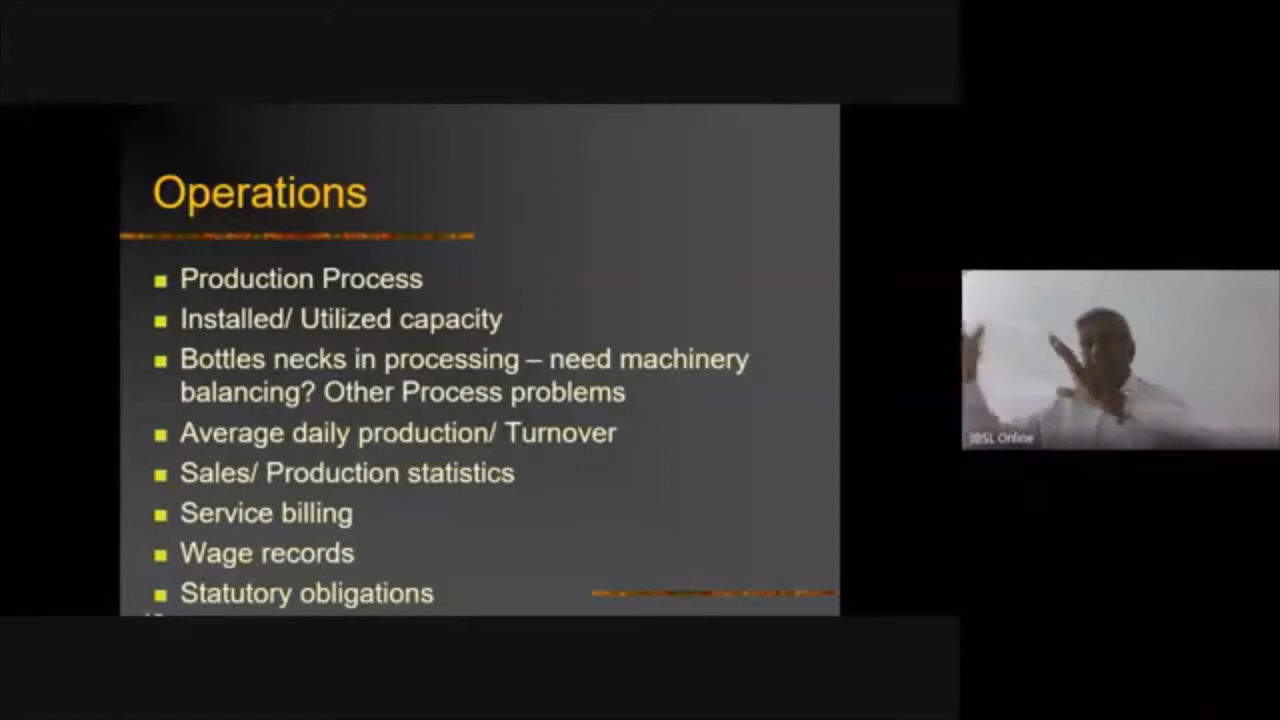 Operations
Production Process
Installed/ Utilized capacity
Bottles necks in processing – need machinery
balancing? Other Process problems
Average daily production/ Turnover
Sales/ Production statistics
Service billing
Wage records
Statutory obligations
IBSL Online